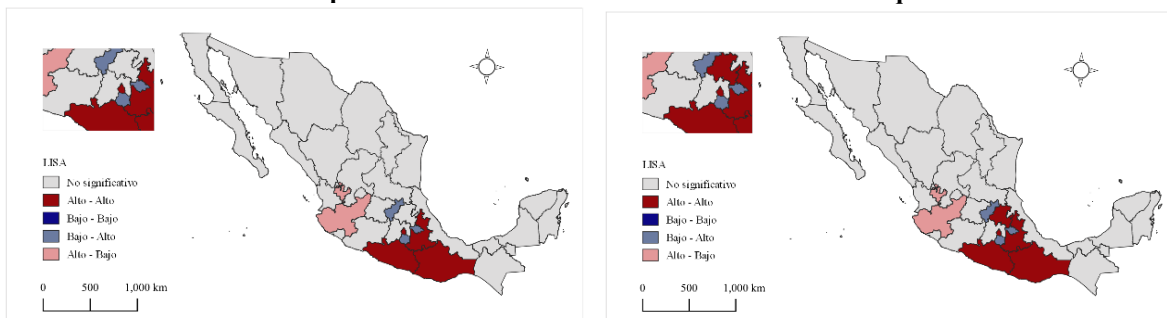 LISA
No significativo
Alto - Alto
Bajo - Bajo
Bajo - Alto
Alto - Bajo
0 500 1,000 km
LISA
No significativo
Alto - Alto
Bajo - Bajo
Bajo - Alto
Alto - Bajo
0 500 1,000 km